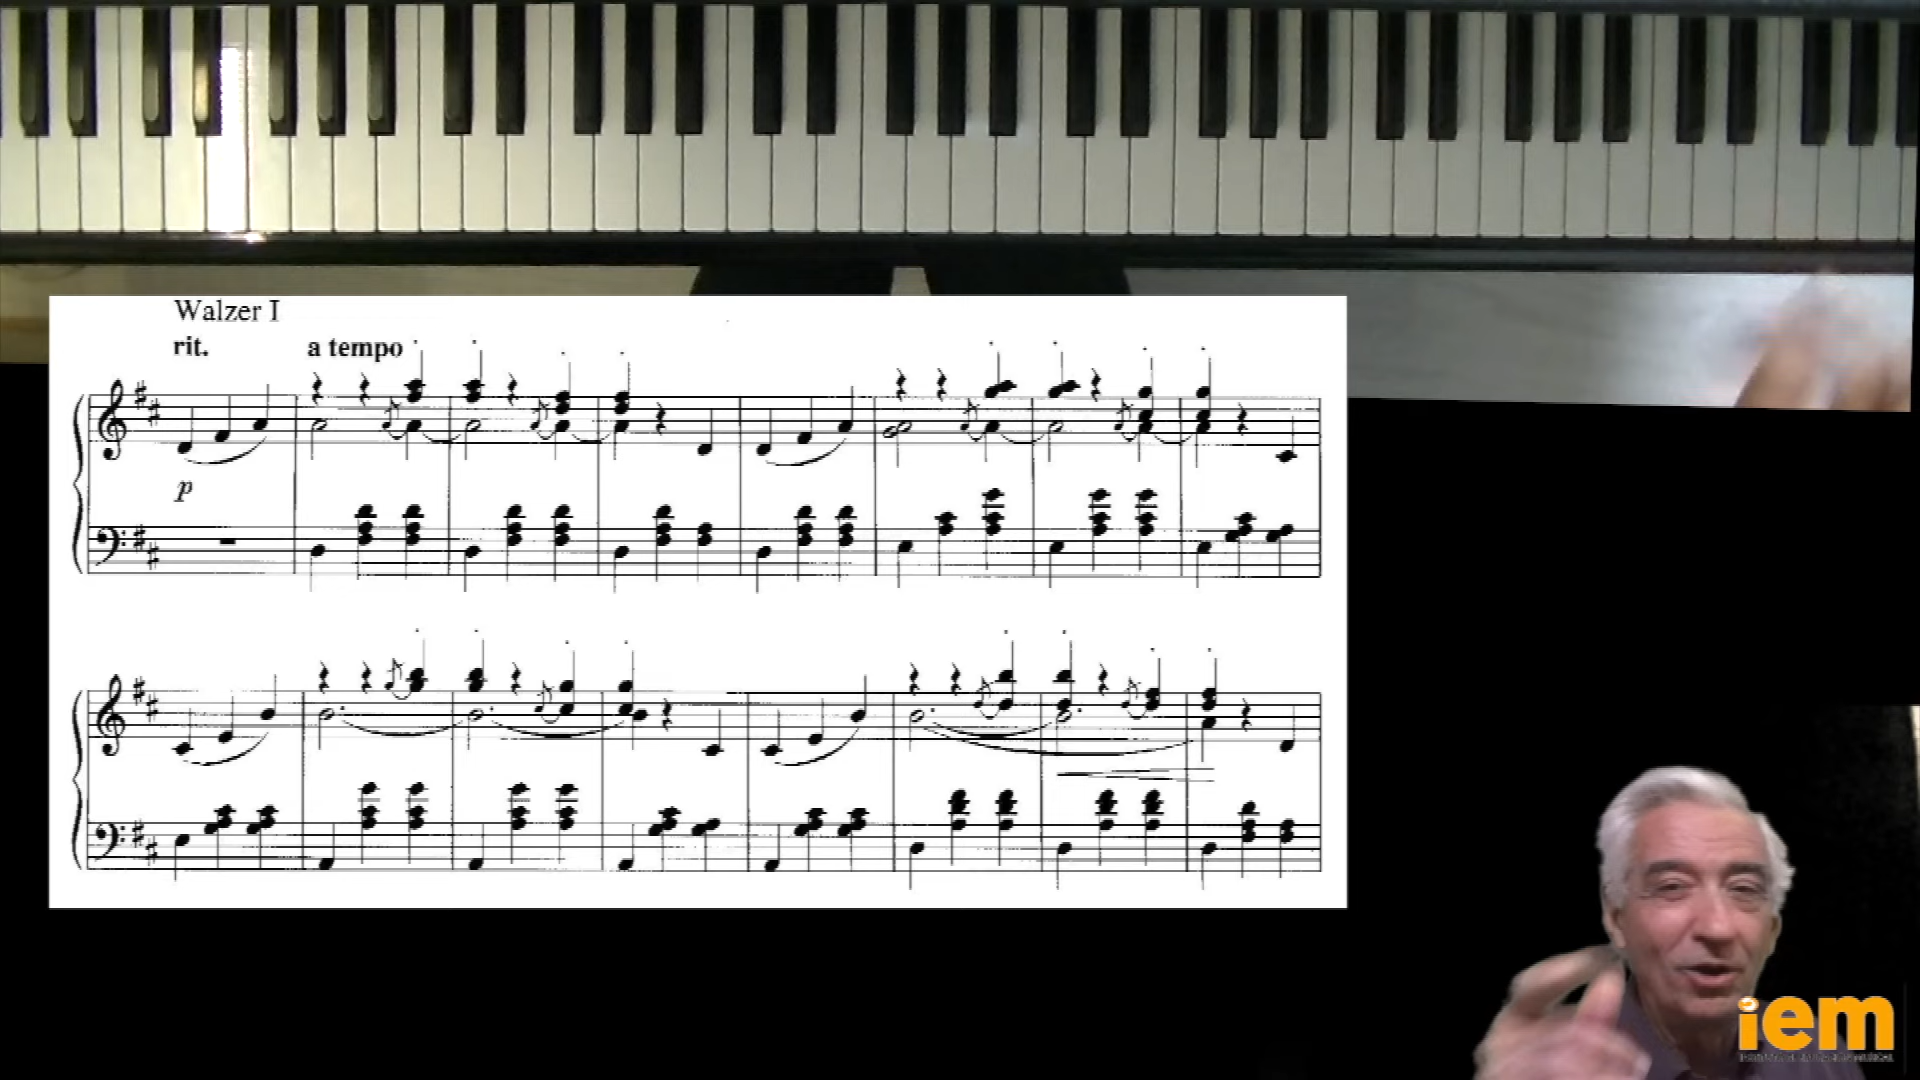 Walzer I
rit.
a tempo
p
iem